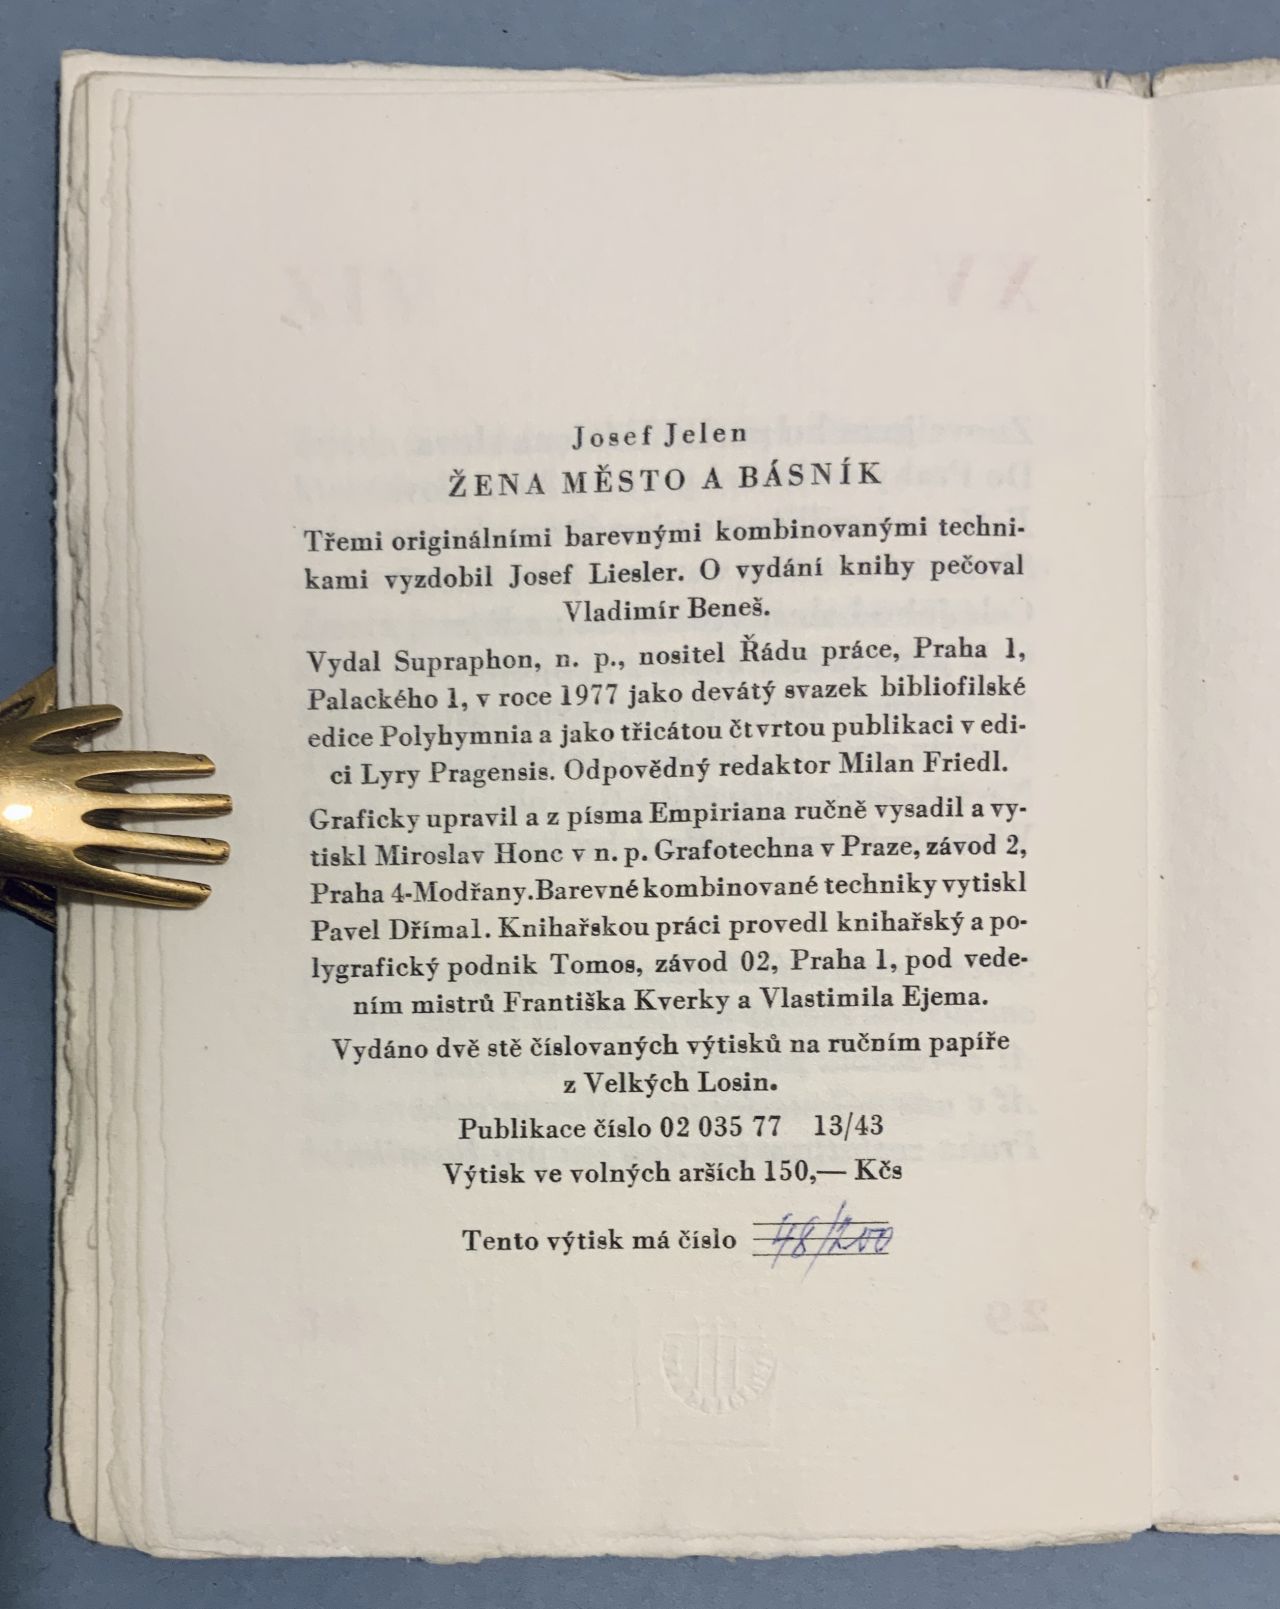 Josef Jelen
ŽENA MĚSTO A BÁSNÍK
Třemi originálními barevnými kombinovanými techni-
kami vyzdobil Josef Liesler. O vydání knihy pečoval
Vladimír Beneš.
Vydal Supraphon, n. p., nositel Řádu práce, Praha 1,
Palackého 1, v roce 1977 jako devátý svazek bibliofilské
edice Polyhymnia a jako třicátou čtvrtou publikaci v edi-
ci Lyry Pragensis. Odpovědný redaktor Milan Friedl.
Graficky upravil a z písma Empiriana ručně vysadil a vy-
tiskl Miroslav Honc v n. p. Grafotechna v Praze, závod 2,
Praha 4-Modřany. Barevné kombinované techniky vytiskl
Pavel Dřímal. Knihařskou práci provedl knihařský a po-
lygrafický podnik Tomos, závod 02, Praha 1, pod vede-
ním mistrů Františka Kverky a Vlastimila Ejema.
Vydáno dvě stě číslovaných výtisků na ručním papíře
z Velkých Losin.
Publikace číslo 02 035 77 13/43
Výtisk ve volných arších 150,— Kčs
Tento výtisk má číslo 48/200